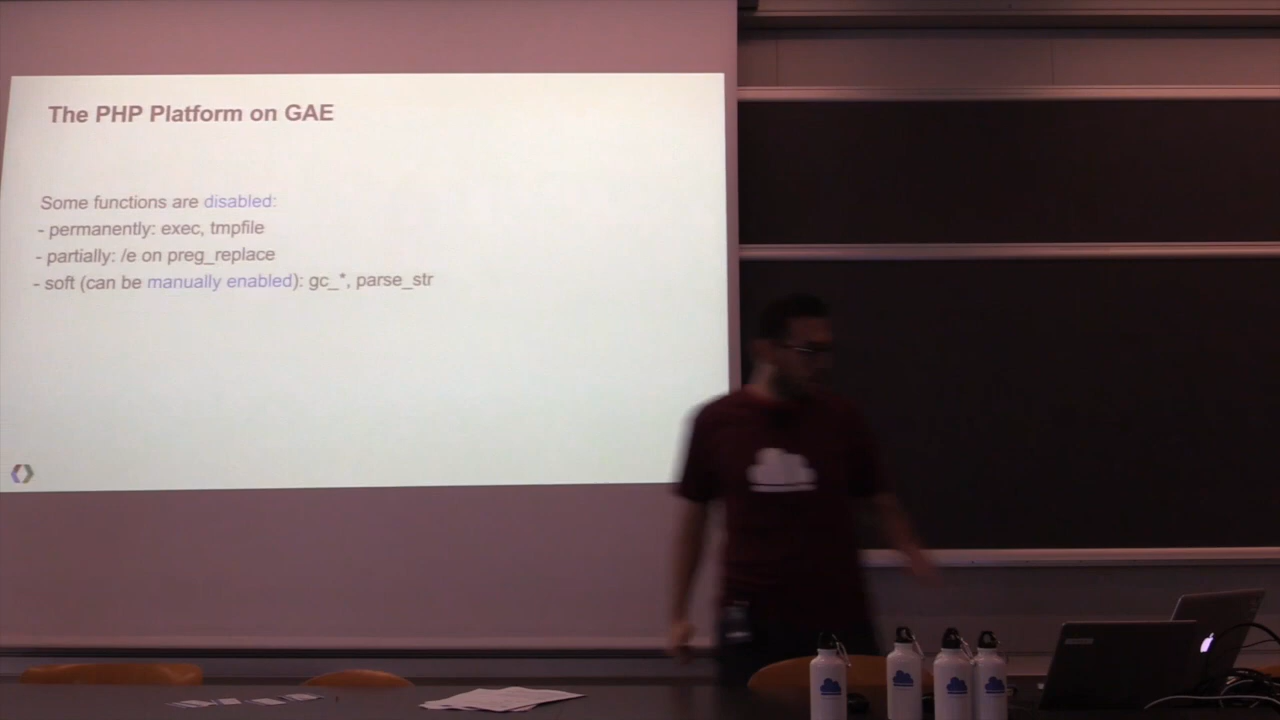 The PHP Platform on GAE
Some functions are disabled:
- permanently: exec, tmpfile
- partially: /e on preg_replace
- soft (can be manually enabled): gc_*, parse_str